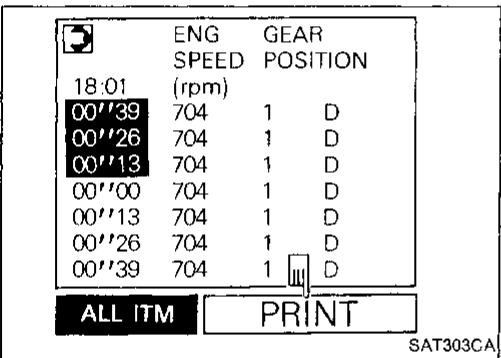 ENG GEAR
SPEED POSITION
18:01 (rpm)
00''39 704 1 D
00''26 704 1 D
00''13 704 1 D
00''00 704 1 D
00''13 704 1 D
00''26 704 1 D
00''39 704 1 D
ALL ITM PRINT
SAT303CA